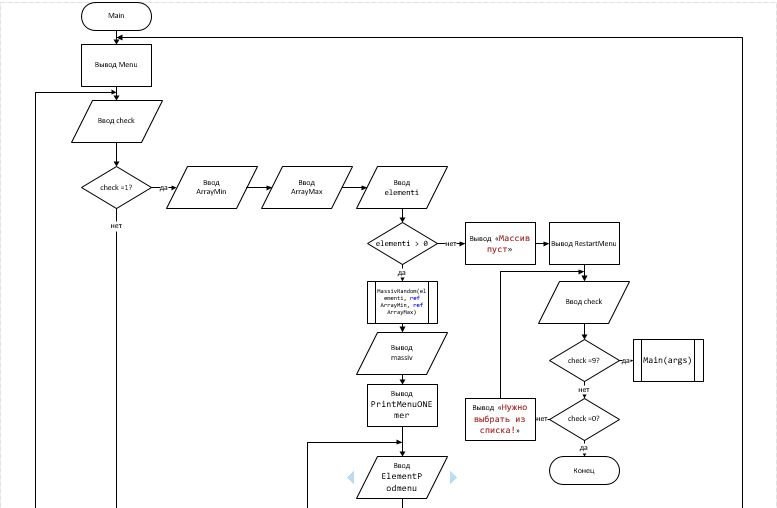 Main
Вывод Menu
Ввод check
check =1?
да
Ввод
ArrayMin
Ввод
ArrayMax
Ввод
elementi
нет
elementi > 0
нет
Вывод «Массив
пуст»
Вывод RestartMenu
да
MassivRandom(el
ementi, ref
ArrayMin, ref
ArrayMax)
Ввод check
Вывод
massiv
check =9?
да
Main(args)
нет
Вывод
PrintMenuONE
mer
Вывод «Нужно
выбрать из
списка!»
нет
check =0?
да
Ввод
ElementP
odmenu
Конец